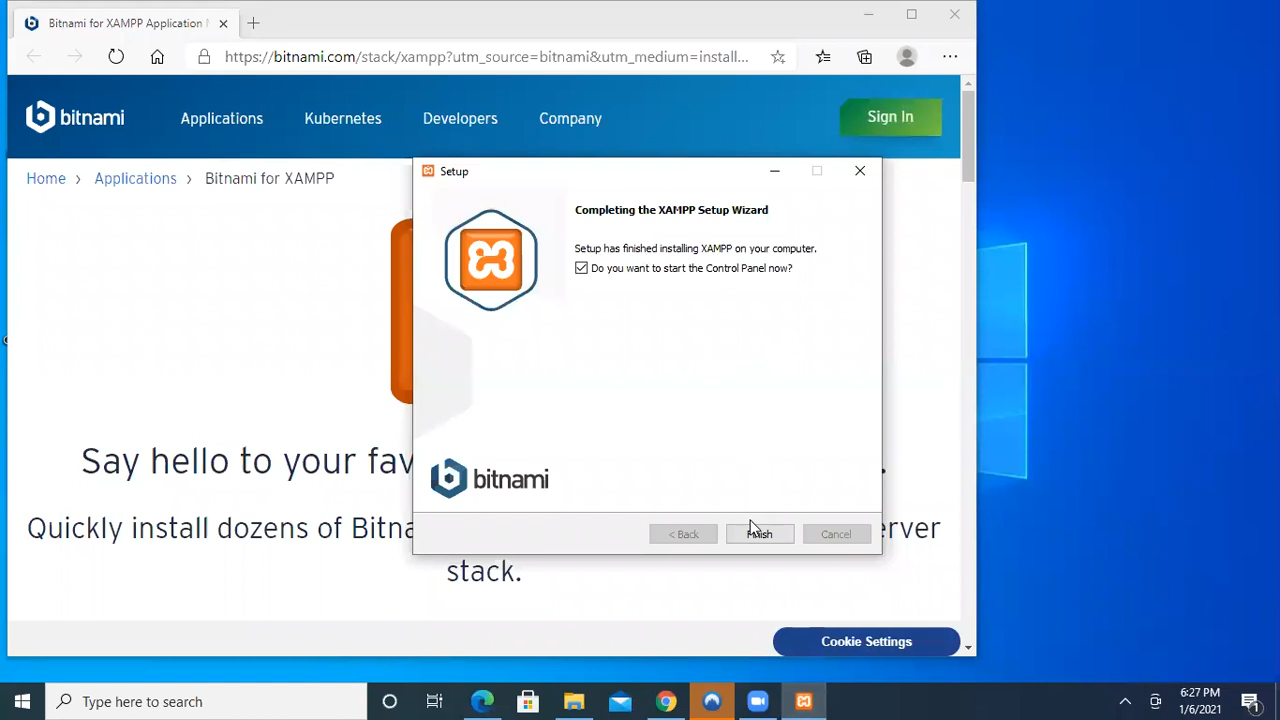 Bitnami for XAMPP Application
https://bitnami.com/stack/xampp?utm_source=bitnami&utm_medium=install...
bitnami
Applications
Kubernetes
Developers
Company
Sign In
Home > Applications > Bitnami for XAMPP
Setup
Completing the XAMPP Setup Wizard
Setup has finished installing XAMPP on your computer.
Do you want to start the Control Panel now?
bitnami
< Back
Finish
Cancel
Say hello to your fav
Quickly install dozens of Bitna
erver
stack.
Cookie Settings
Type here to search
6:27 PM
1/6/2021
1